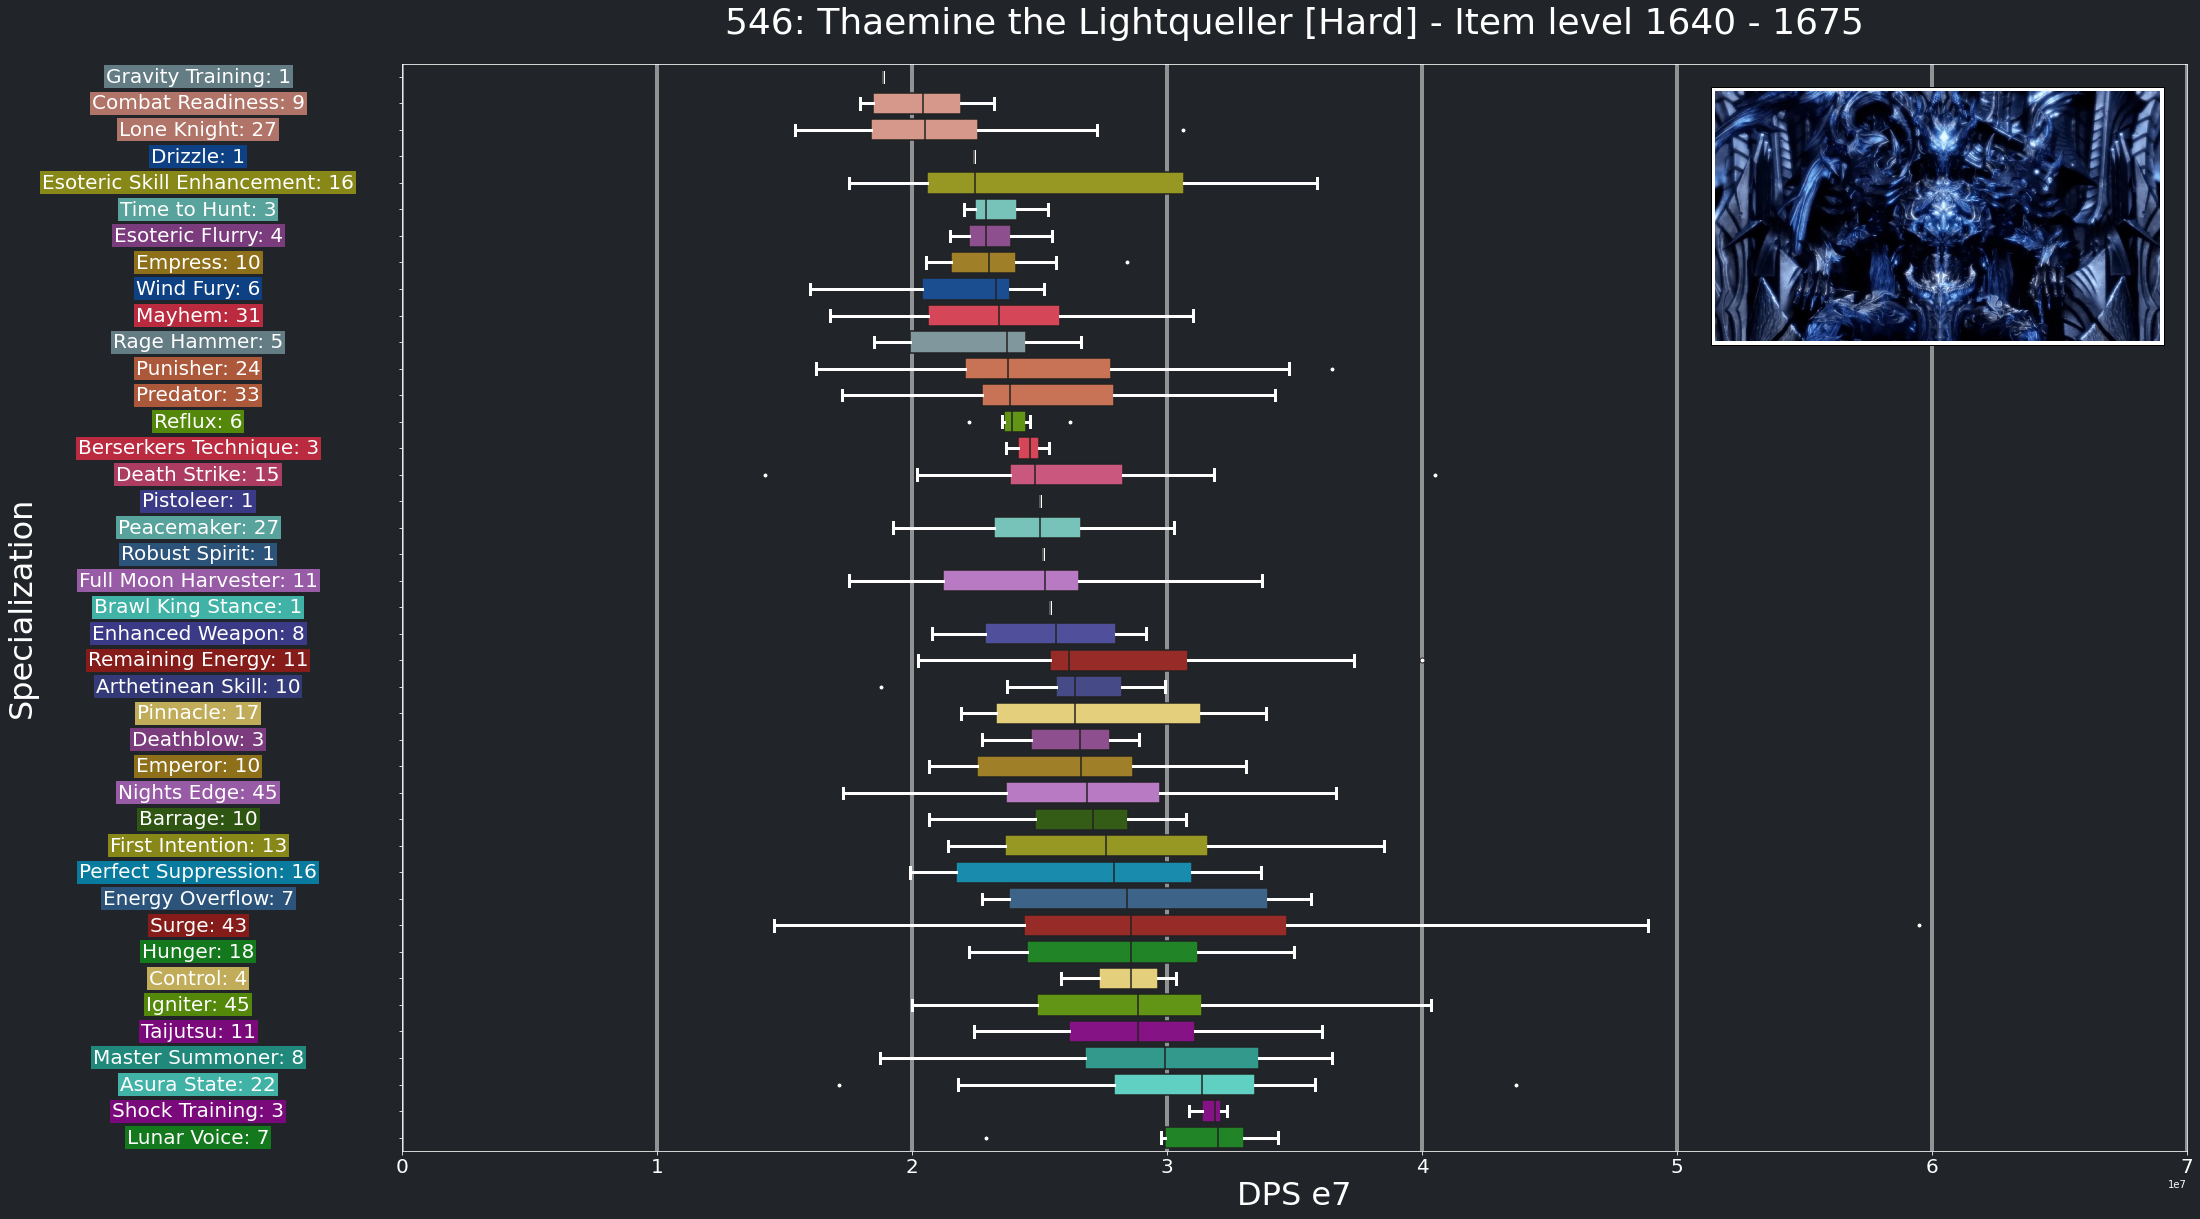 546: Thaemine the Lightqueller [Hard] - Item level 1640 - 1675
Gravity Training: 1
Combat Readiness: 9
Lone Knight: 27
Drizzle: 1
Esoteric Skill Enhancement: 16
Time to Hunt: 3
Esoteric Flurry: 4
Empress: 10
Wind Fury: 6
Mayhem: 31
Rage Hammer: 5
Punisher: 24
Predator: 33
Reflux: 6
Berserkers Technique: 3
Death Strike: 15
Pistoleer: 1
Peacemaker: 27
Robust Spirit: 1
Full Moon Harvester: 11
Brawl King Stance: 1
Enhanced Weapon: 8
Remaining Energy: 11
Arthetinean Skill: 10
Pinnacle: 17
Deathblow: 3
Emperor: 10
Nights Edge: 45
Barrage: 10
First Intention: 13
Perfect Suppression: 16
Energy Overflow: 7
Surge: 43
Hunger: 18
Control: 4
Igniter: 45
Taijutsu: 11
Master Summoner: 8
Asura State: 22
Shock Training: 3
Lunar Voice: 7
Specialization
0 1 2 3 4 5 6 7
1e7
DPS e7